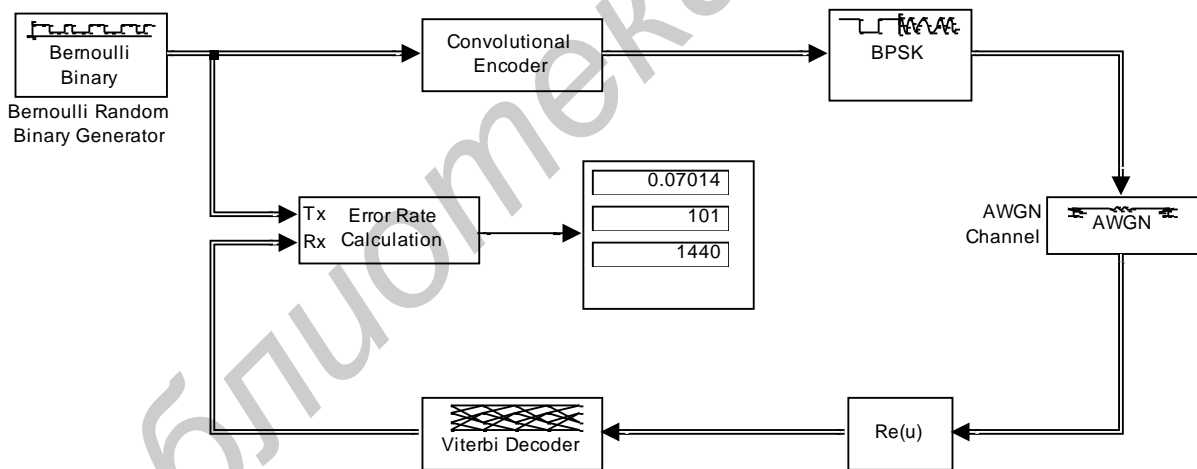 Bernoulli
Binary
Bernoulli Random
Binary Generator
Convolutional
Encoder
BPSK
Tx
Rx
Error Rate
Calculation
0.07014
101
1440
AWGN
Channel
AWGN
Viterbi Decoder
Re(u)
блиотека